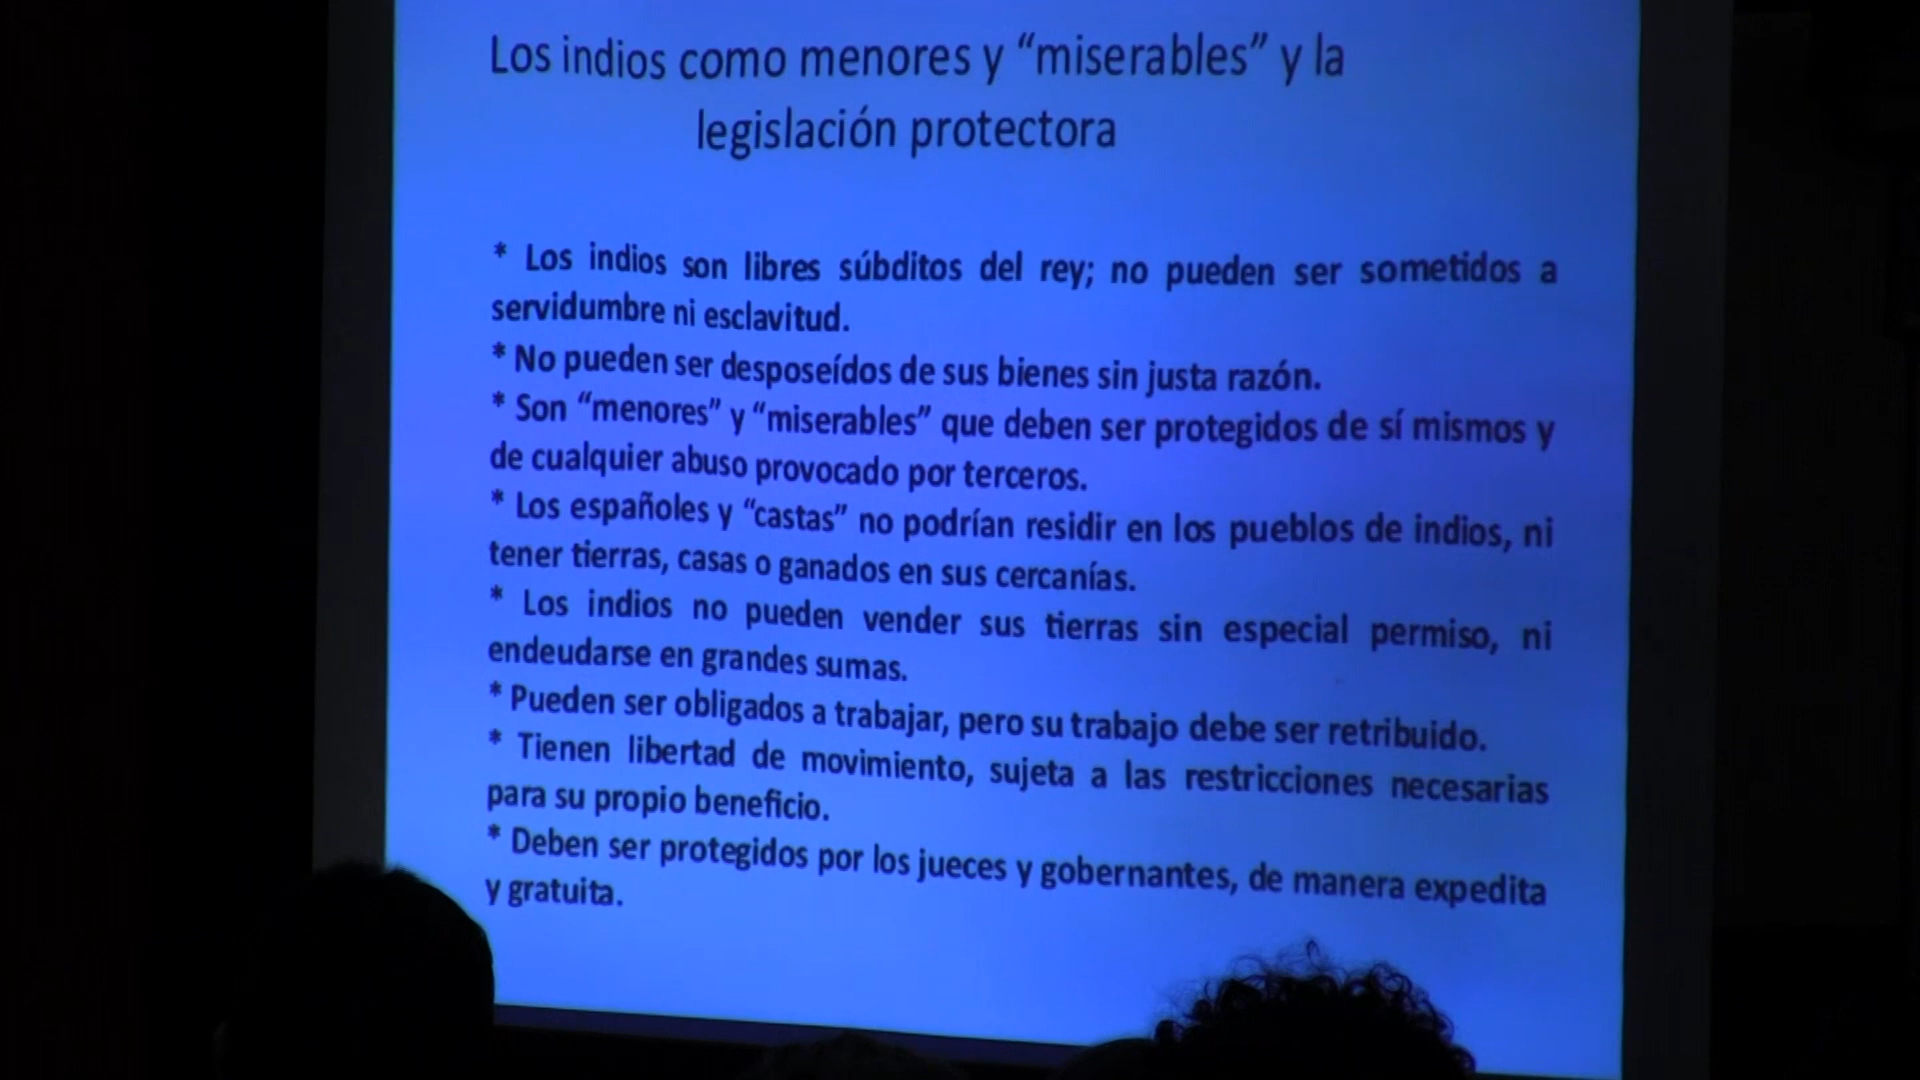 Los indios como menores y “miserables” y la
legislación protectora
* Los indios son libres súbditos del rey; no pueden ser sometidos a
servidumbre ni esclavitud.
* No pueden ser desposeídos de sus bienes sin justa razón.
* Son “menores” y “miserables” que deben ser protegidos de sí mismos y
de cualquier abuso provocado por terceros.
* Los españoles y “castas” no podrían residir en los pueblos de indios, ni
tener tierras, casas o ganados en sus cercanías.
* Los indios no pueden vender sus tierras sin especial permiso, ni
endeudarse en grandes sumas.
* Pueden ser obligados a trabajar, pero su trabajo debe ser retribuido.
* Tienen libertad de movimiento, sujeta a las restricciones necesarias
para su propio beneficio.
* Deben ser protegidos por los jueces y gobernantes, de manera expedita
y gratuita.